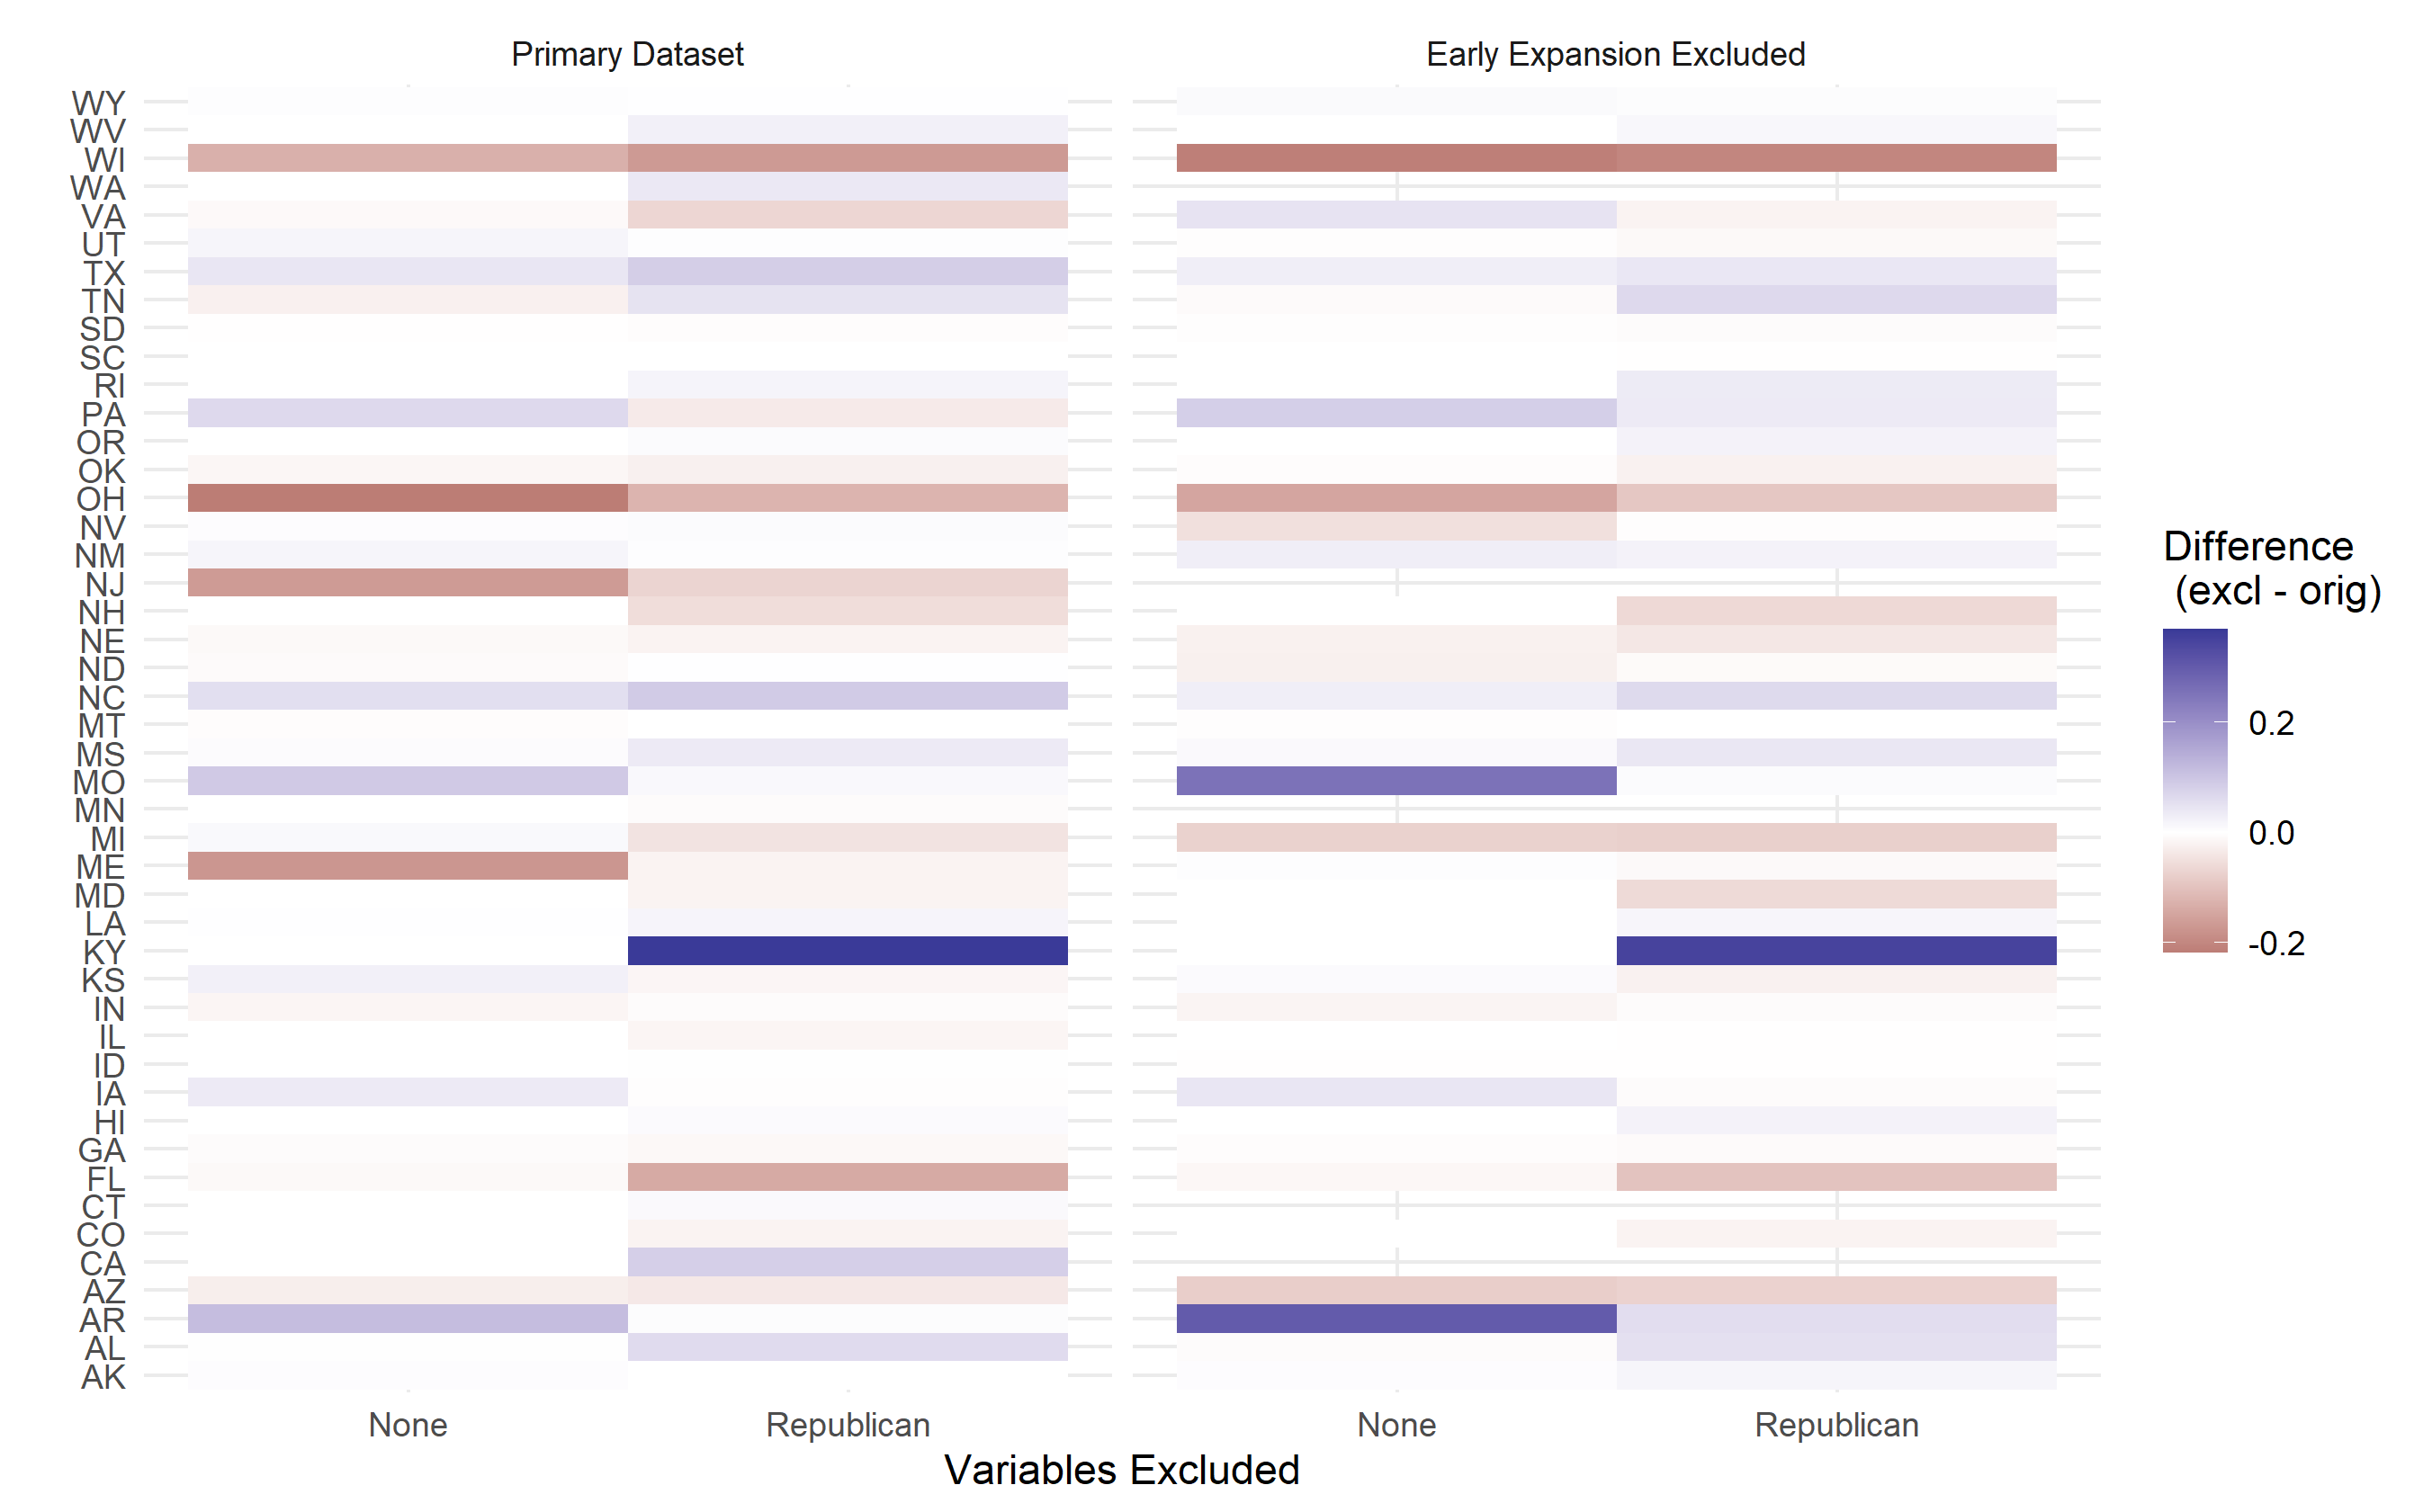 Primary Dataset
Early Expansion Excluded
WY
WV
WI
WA
VA
UT
TX
TN
SD
SC
RI
PA
OR
OK
OH
NV
NM
NJ
NH
NE
ND
NC
MT
MS
MO
MN
MI
ME
MD
LA
KY
KS
IN
IL
ID
IA
HI
GA
FL
CT
CO
CA
AZ
AR
AL
AK
None
Republican
None
Republican
Variables Excluded
Difference
(excl - orig)
0.2
0.0
-0.2